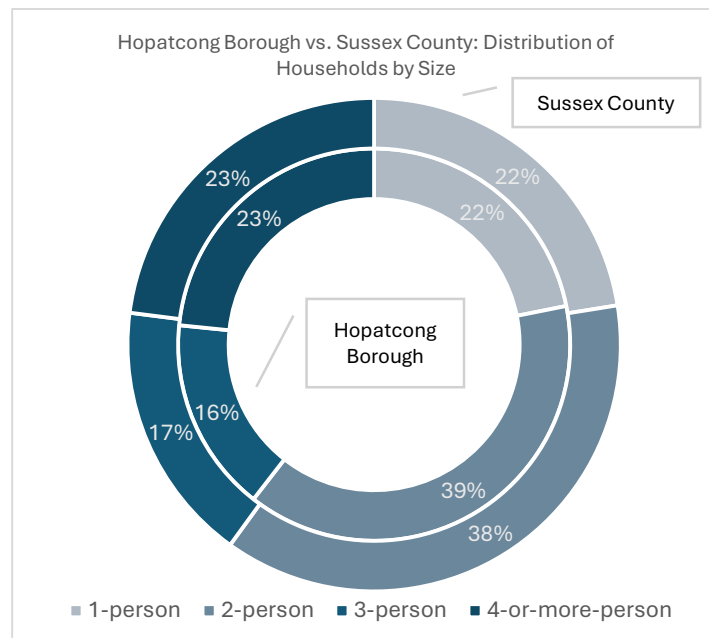 Hopatcong Borough vs. Sussex County: Distribution of
Households by Size
Sussex County
23%
22%
23%
22%
Hopatcong
Borough
16%
17%
39%
38%
1-person
2-person
3-person
4-or-more-person